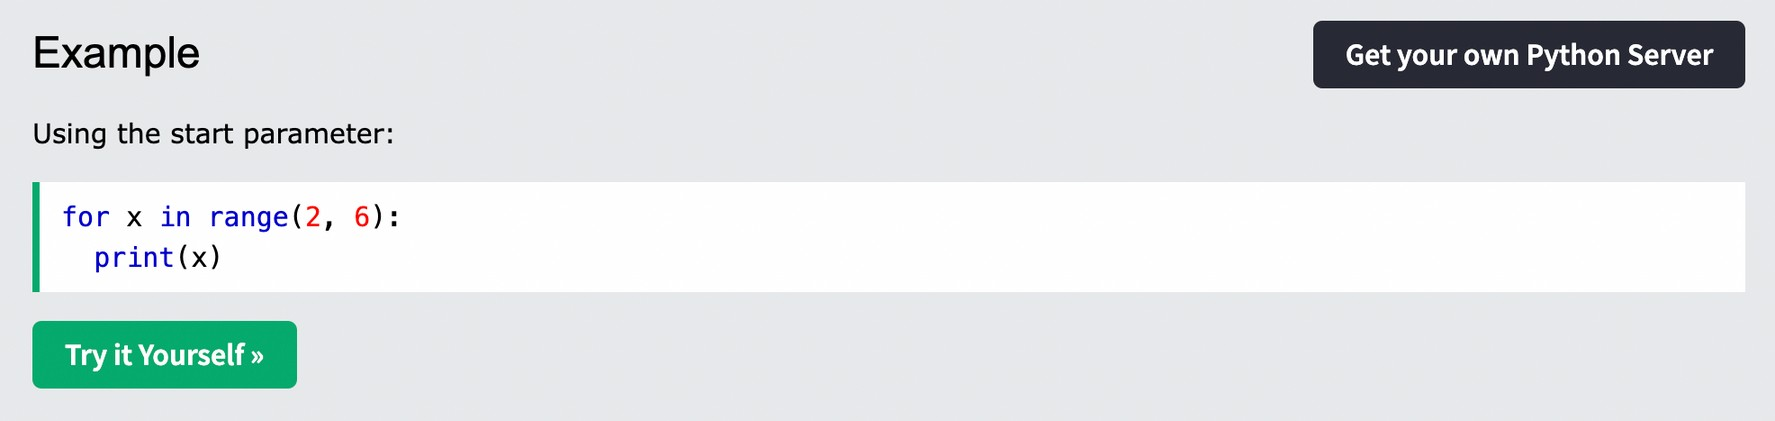 Example
Get your own Python Server
Using the start parameter:
for x in range(2, 6):
  print(x)
Try it Yourself »